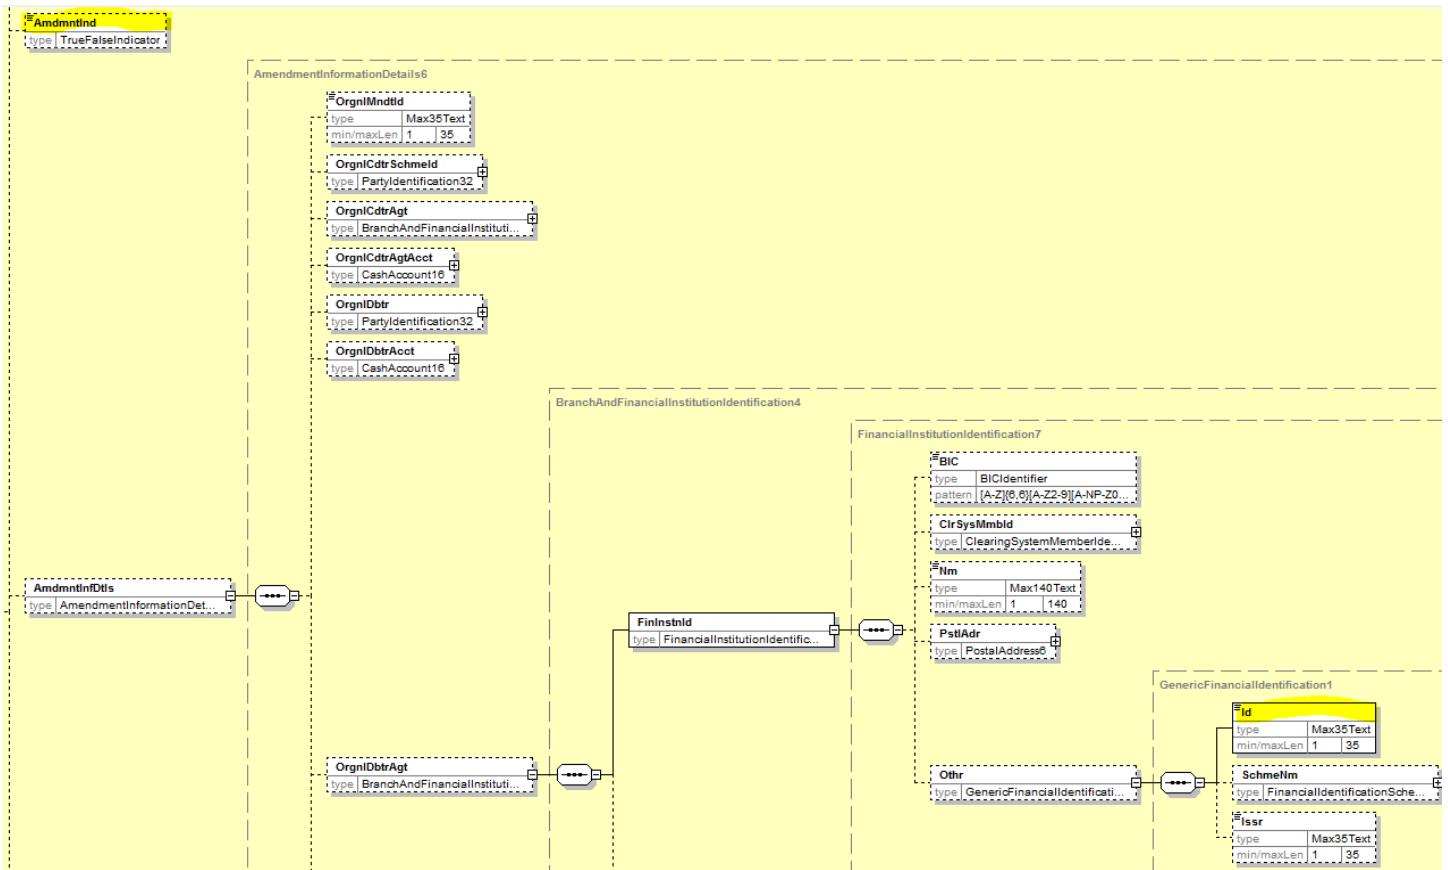 AmdmntInd
type TrueFalseIndicator
AmendmentInformationDetails6
OrgnlMndtId
type Max35Text
min/maxLen 1 35
OrgnlCdtrSchmeId
type PartyIdentification32
OrgnlCdtrAgt
type BranchAndFinancialInstituti...
OrgnlCdtrAgtAcct
type CashAccount16
OrgnlDbtr
type PartyIdentification32
OrgnlDbtrAcct
type CashAccount16
BranchAndFinancialInstitutionIdentification4
FinancialInstitutionIdentification7
BIC
type BICIdentifier
pattern [A-Z]{6,6}[A-Z2-9][A-NP-Z0...
ClrSysMmbId
type ClearingSystemMemberIde...
Nm
type Max140Text
min/maxLen 1 140
AmdmntInfDtls
type AmendmentInformationDet...
FinInstnId
type FinancialInstitutionIdentific...
PstlAdr
type PostalAddress6
GenericFinancialIdentification1
Id
type Max35Text
min/maxLen 1 35
OrgnlDbtrAgt
type BranchAndFinancialInstituti...
Othr
type GenericFinancialIdentificati...
SchmeNm
type FinancialIdentificationSche...
Issr
type Max35Text
min/maxLen 1 35